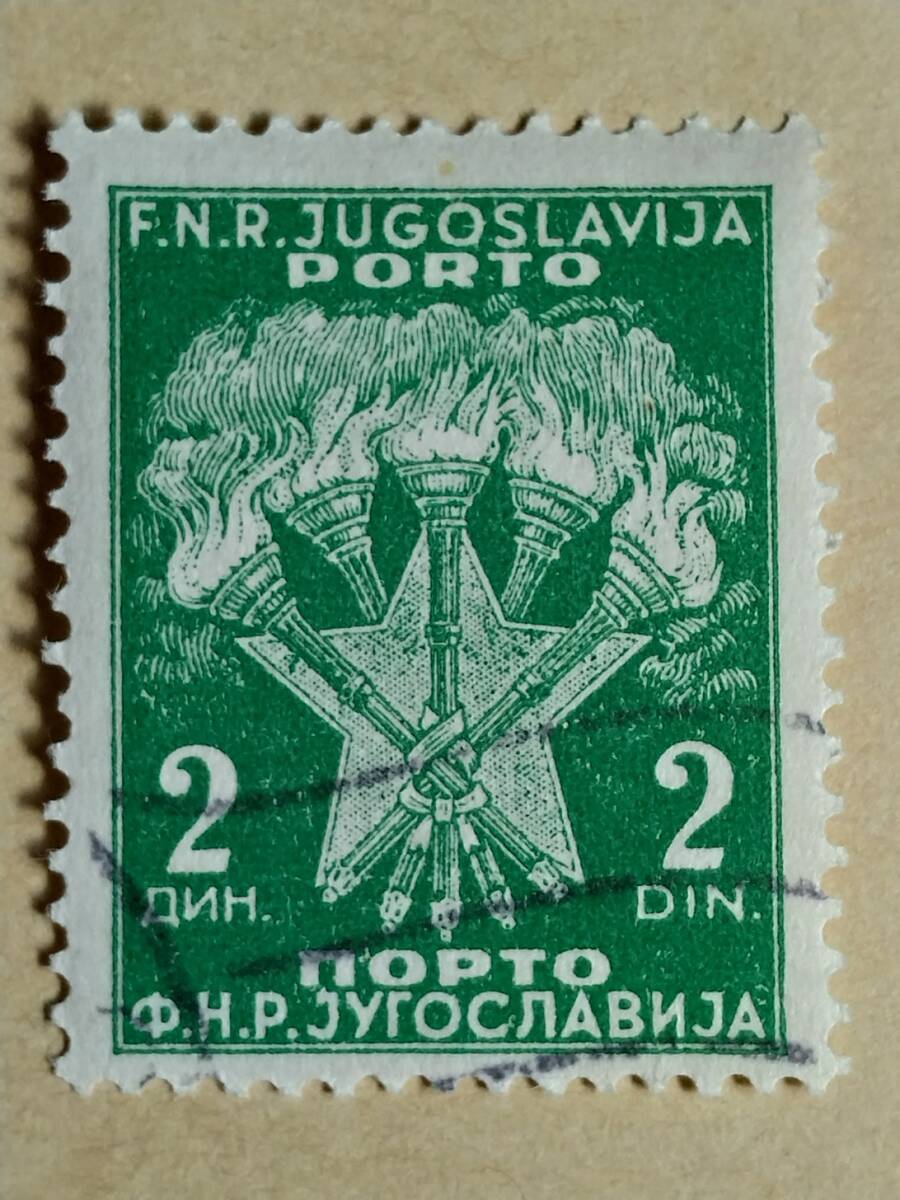 F.N.R. JUGOSLAVIJA
PORTO
2 2
ДИН. DIN.
ПОРТО
Ф.Н.Р. ЈУГОСЛАВИЈА